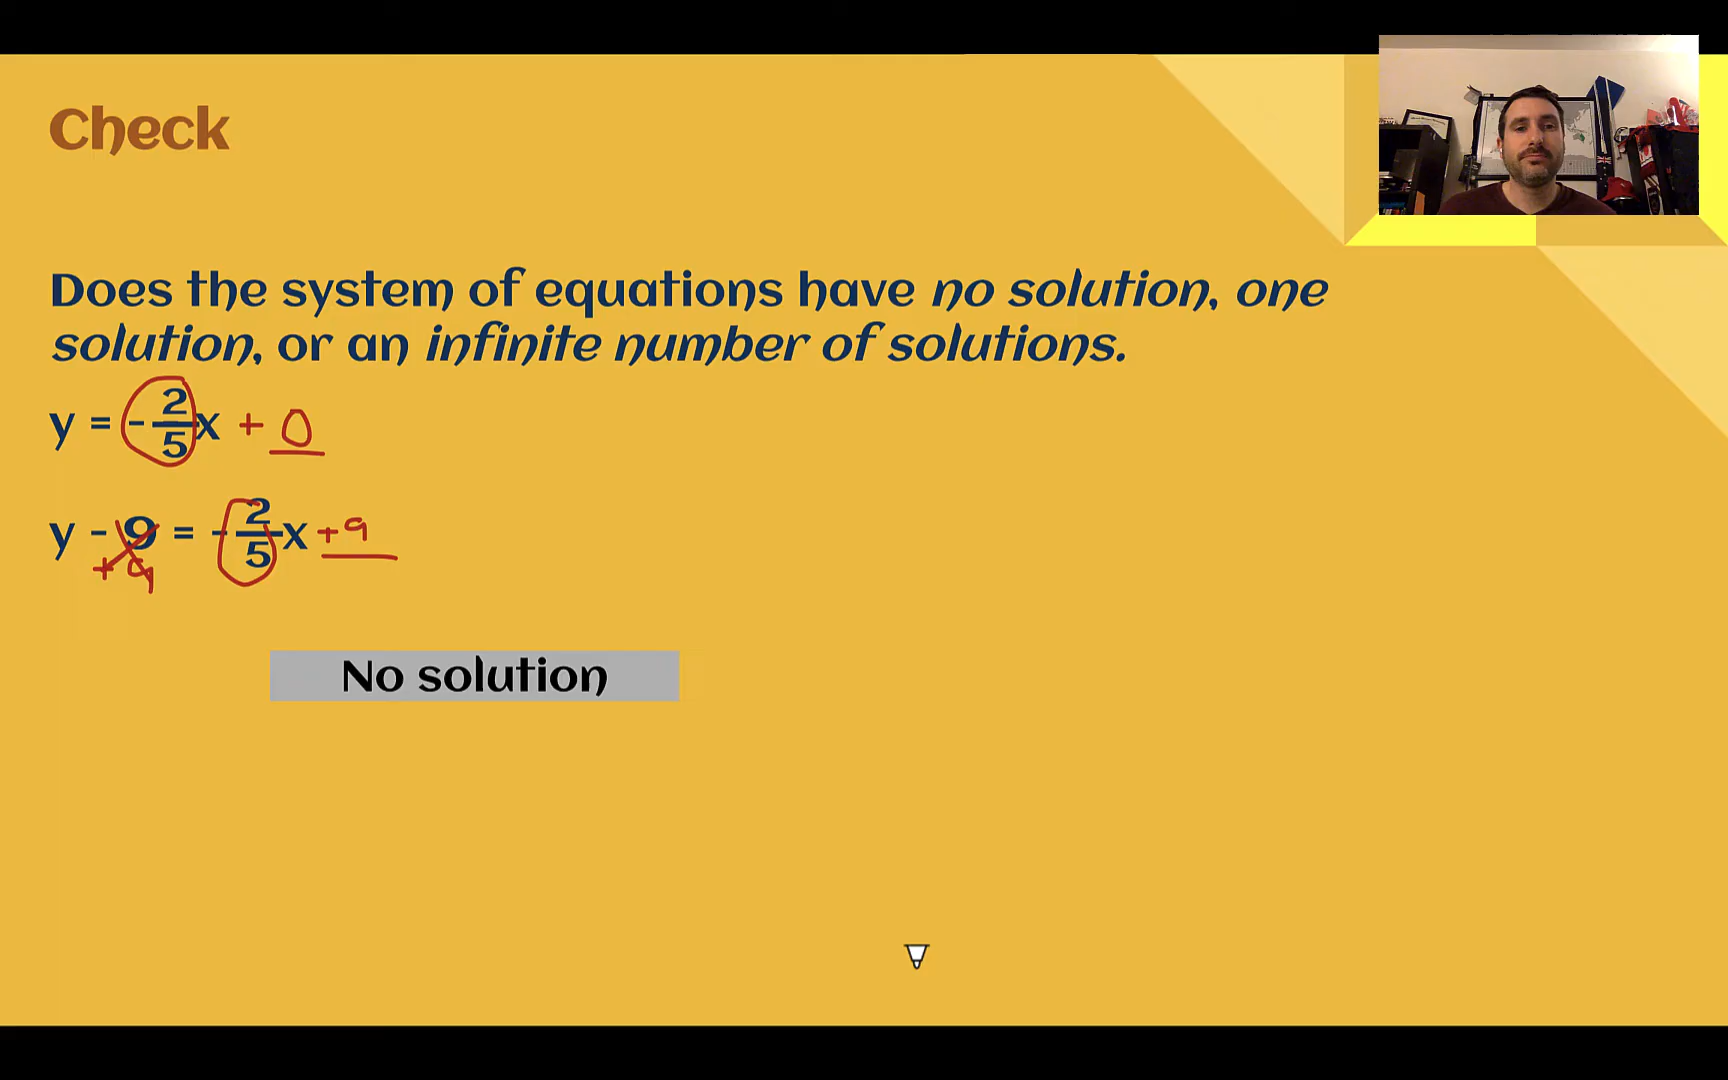 Check
Does the system of equations have no solution, one
solution, or an infinite number of solutions.
y = -2/5x + 0
y - 9 = -2/5x +9
+ 9
No solution